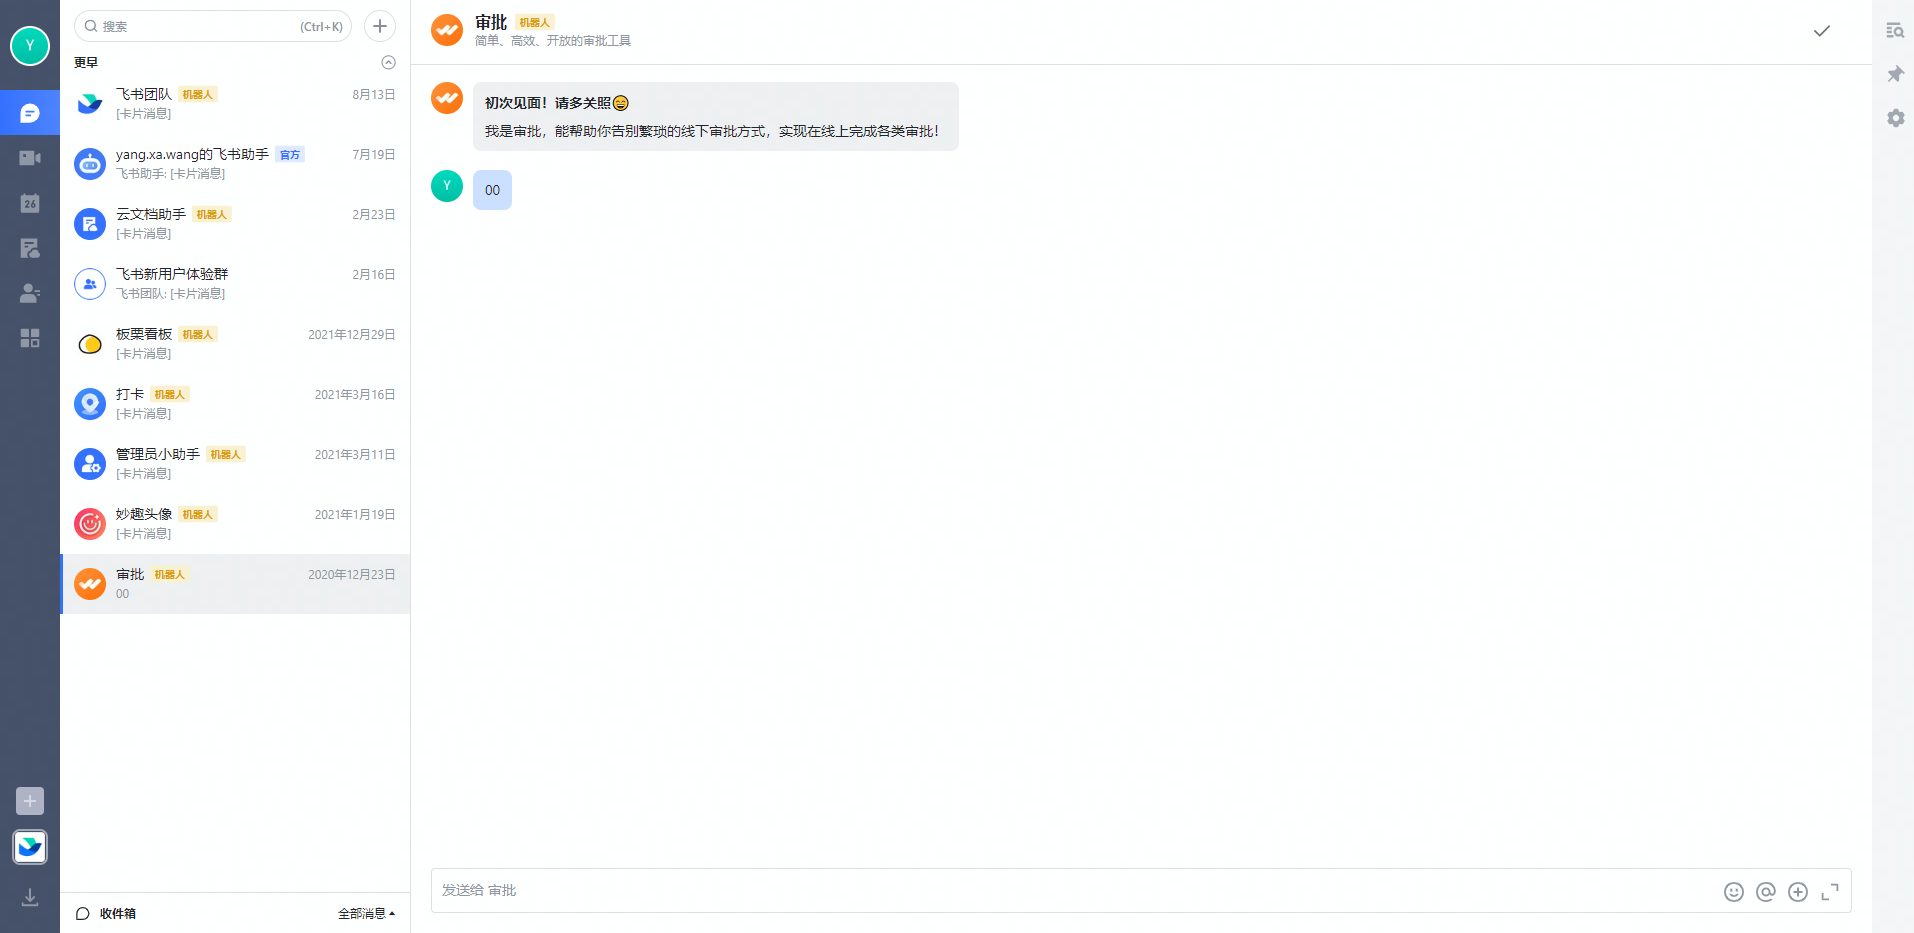 Y
26
搜索 (Ctrl+K)
更早
飞书团队 机器人 8月13日
[卡片消息]
yang.xa.wang的飞书助手 官方 7月19日
飞书助手: [卡片消息]
云文档助手 机器人 2月23日
[卡片消息]
飞书新用户体验群 2月16日
飞书团队: [卡片消息]
板栗看板 机器人 2021年12月29日
[卡片消息]
打卡 机器人 2021年3月16日
[卡片消息]
管理员小助手 机器人 2021年3月11日
[卡片消息]
妙趣头像 机器人 2021年1月19日
[卡片消息]
审批 机器人 2020年12月23日
00
收件箱 全部消息
审批 机器人
简单、高效、开放的审批工具
初次见面！请多关照😄
我是审批，能帮助你告别繁琐的线下审批方式，实现在线上完成各类审批！
Y
00
发送给 审批